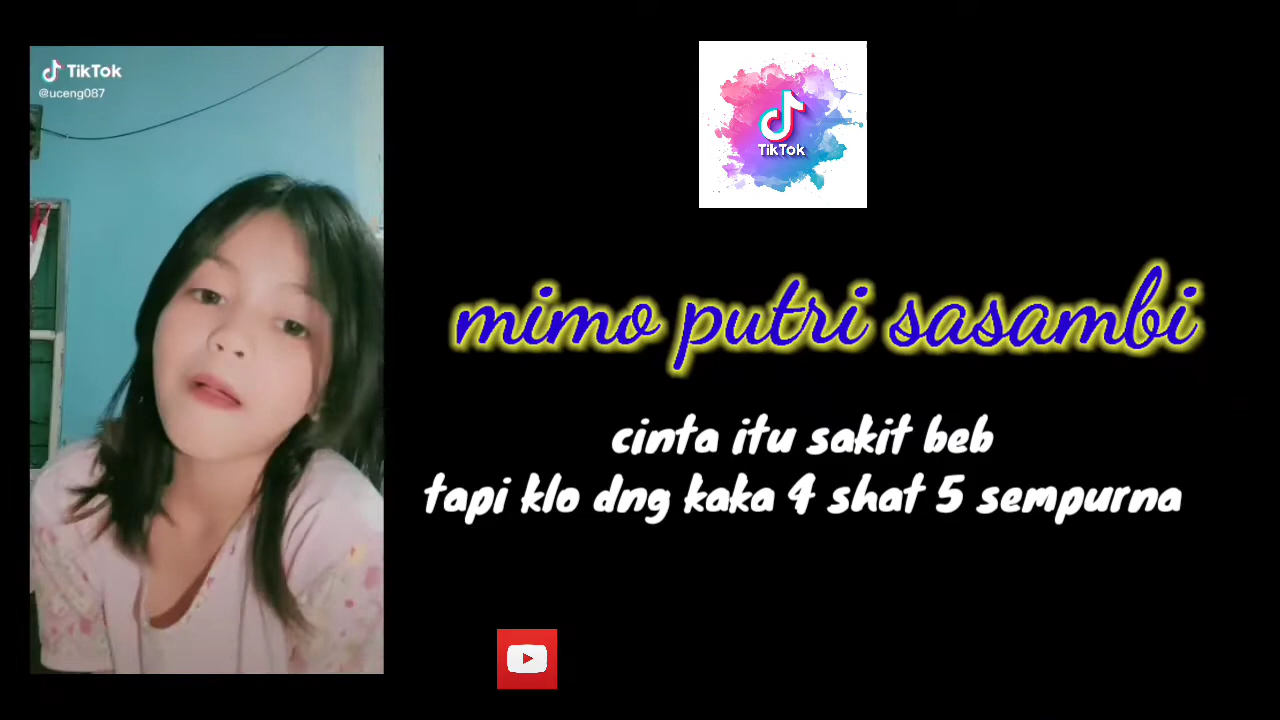 TikTok
@uceng087
TikTok
mimo putri sasambi
cinta itu sakit beb
tapi klo dng kaka 4 shat 5 sempurna